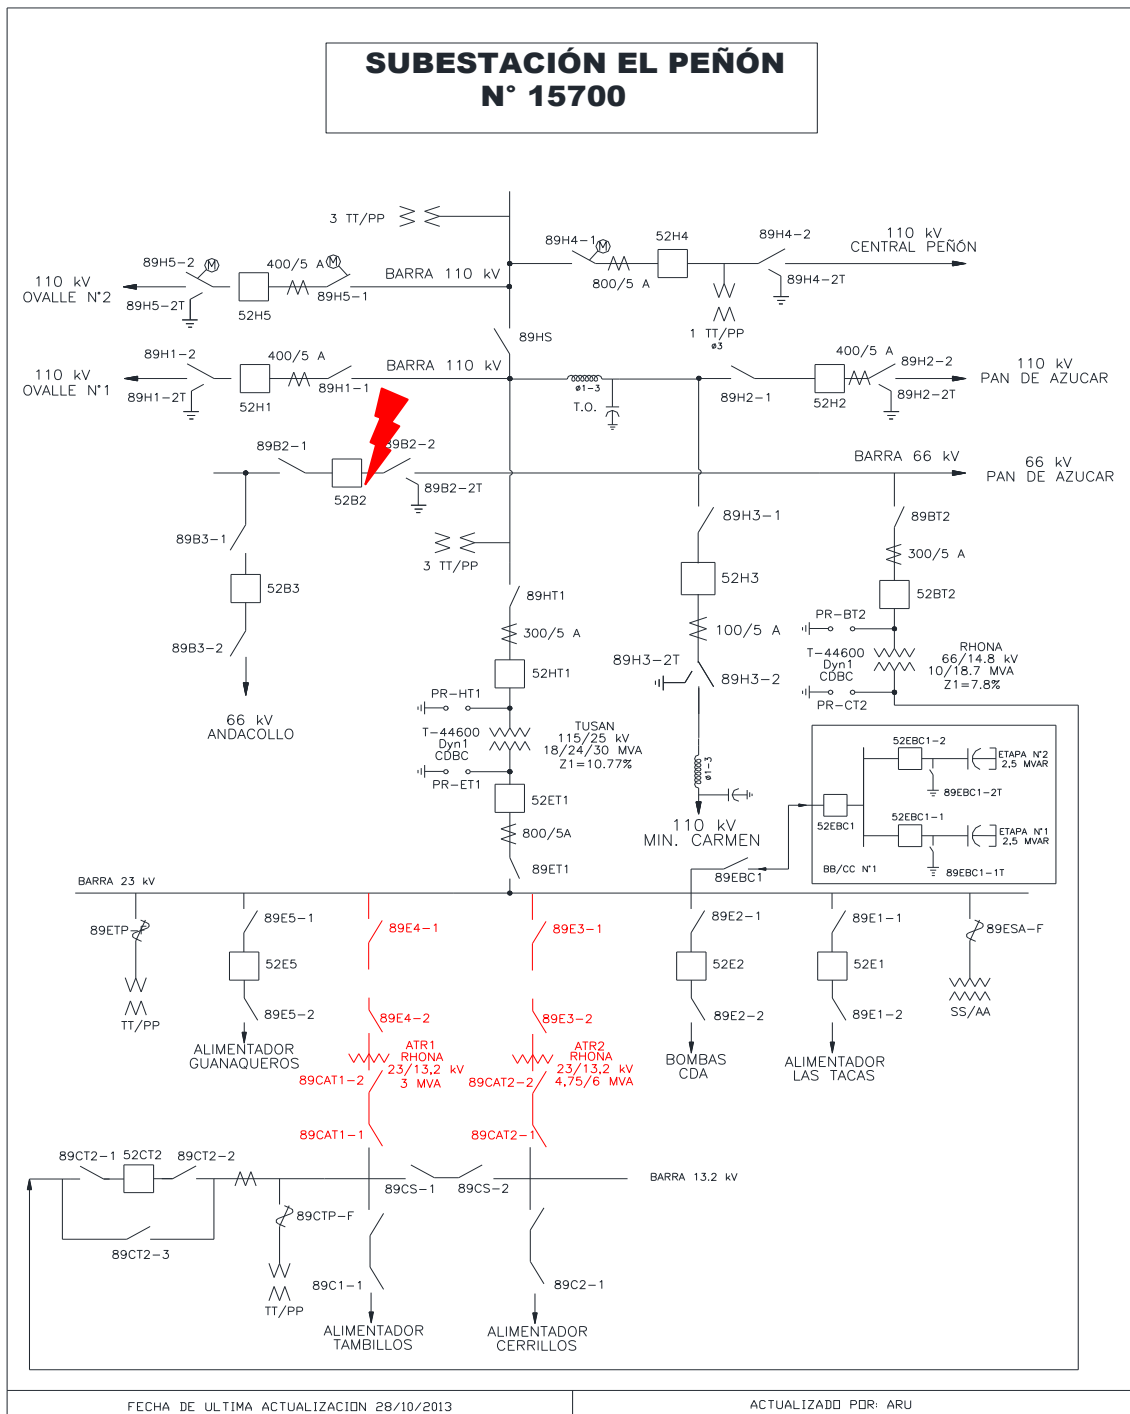 SUBESTACIÓN EL PEÑÓN
N° 15700
3 TT/PP
89H4-1
M
52H4
89H4-2
110 kV
CENTRAL PEÑÓN
800/5 A
89H4-2T
1 TT/PP
ø3
89H5-2
M
400/5 A
M
BARRA 110 kV
110 kV
OVALLE N°2
89H5-2T
52H5
89H5-1
89HS
89H1-2
400/5 A
BARRA 110 kV
110 kV
OVALLE N°1
89H1-2T
52H1
89H1-1
ø1-3
T.O.
400/5 A
89H2-2
110 kV
PAN DE AZUCAR
89H2-1
52H2
89H2-2T
89B2-1
89B2-2
BARRA 66 kV
66 kV
PAN DE AZUCAR
52B2
89B2-2T
89B3-1
3 TT/PP
89H3-1
89BT2
300/5 A
52B3
89HT1
52H3
52BT2
300/5 A
100/5 A
PR-BT2
89B3-2
52HT1
89H3-2T
89H3-2
T-44600
Dyn1
CDBC
RHONA
66/14.8 kV
10/18.7 MVA
Z1=7.8%
PR-CT2
66 kV
ANDACOLLO
PR-HT1
T-44600
Dyn1
CDBC
TUSAN
115/25 kV
18/24/30 MVA
Z1=10.77%
PR-ET1
ø1-3
52ET1
800/5A
110 kV
MIN. CARMEN
89ET1
89EBC1
52EBC1-2
ETAPA N°2
2,5 MVAR
89EBC1-2T
52EBC1
52EBC1-1
ETAPA N°1
2,5 MVAR
BB/CC N°1
89EBC1-1T
BARRA 23 kV
89ETP-F
89E5-1
89E4-1
89E3-1
89E2-1
89E1-1
89ESA-F
52E5
52E2
52E1
TT/PP
89E5-2
89E4-2
89E3-2
89E2-2
89E1-2
SS/AA
ALIMENTADOR
GUANAQUEROS
ATR1
RHONA
23/13,2 kV
3 MVA
ATR2
RHONA
23/13,2 kV
4,75/6 MVA
BOMBAS
CDA
ALIMENTADOR
LAS TACAS
89CAT1-2
89CAT2-2
89CAT1-1
89CAT2-1
89CT2-1
52CT2
89CT2-2
89CS-1
89CS-2
BARRA 13.2 kV
89CTP-F
89CT2-3
TT/PP
89C1-1
89C2-1
ALIMENTADOR
TAMBILLOS
ALIMENTADOR
CERRILLOS
FECHA DE ULTIMA ACTUALIZACION 28/10/2013
ACTUALIZADO POR: ARU